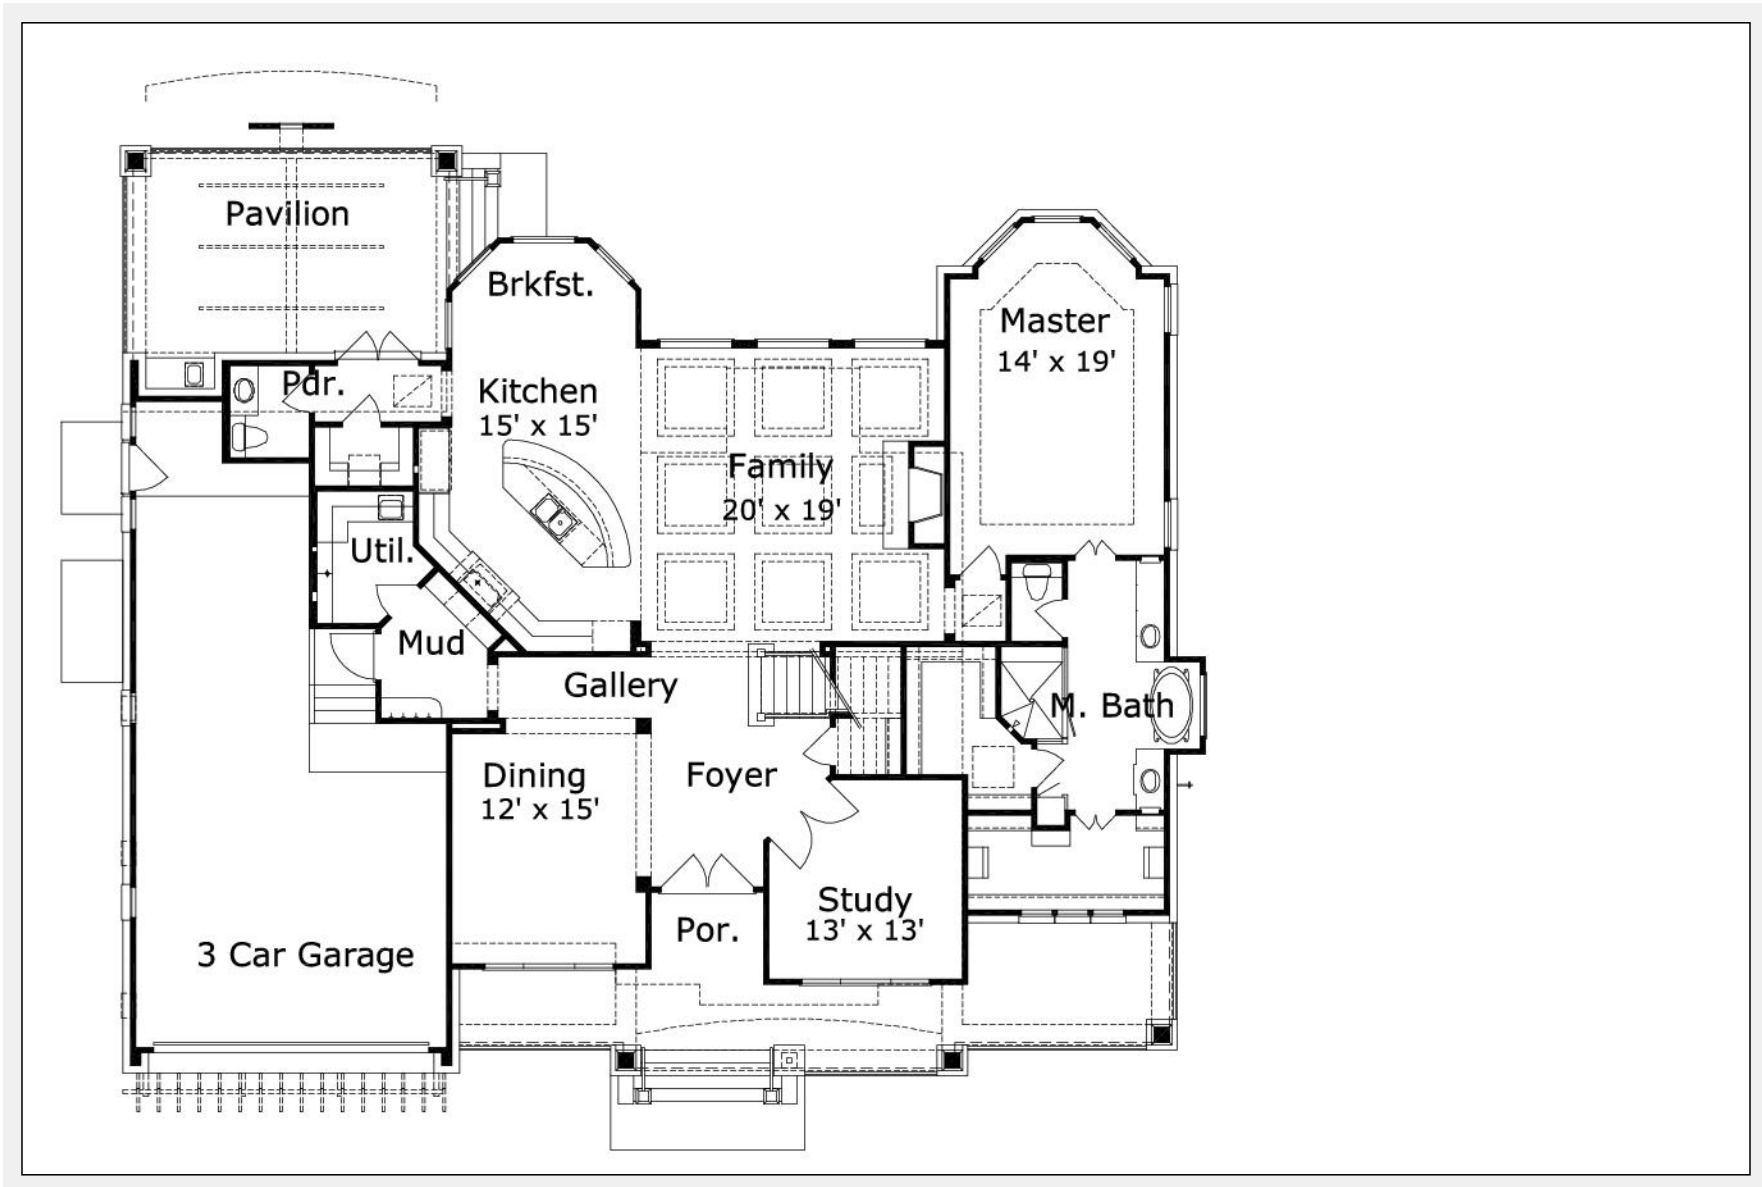 Pavilion
Brkfst.
Master
14' x 19'
Pdr.
Kitchen
15' x 15'
Family
20' x 19'
Util.
Mud
Gallery
M. Bath
Dining
12' x 15'
Foyer
Study
13' x 13'
Por.
3 Car Garage